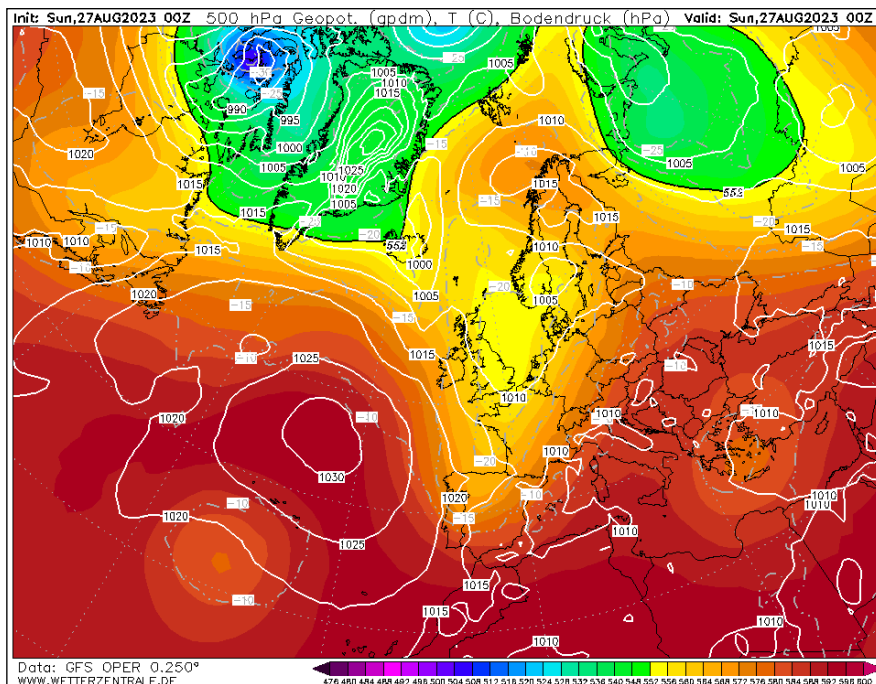 Init: Sun,27AUG2023 00Z 500 hPa Geopot. (gpdm), T (C), Bodendruck (hPa) Valid: Sun,27AUG2023 00Z
-25 1005
-30 1005 1005
-15 -25 1010
990 1015
995 1010
1020 1000 -15 -10 -25 1005
1005 1025
1015 1010 1020 1015 552
1015 1005 1015 -20
-25 -20 552 1010 1015
1010 1010 -15 1015 1000 -15
-10 -20 -10
1020 1005 1005
-15 -15
1015 1015
-10 1025 -10
1010
1020 -10 1010 -10 1010
1010
-20
1030 1020 -10 1010
-10 1010
1020 -15
1025 1010
1015
-10 1015
1010
1010
Data: GFS OPER 0.250°
WWW.WETTERZENTRALE.DE
476 480 484 488 492 496 500 504 508 512 516 520 524 528 532 536 540 548 552 556 560 564 568 572 576 580 584 588 592 596 600